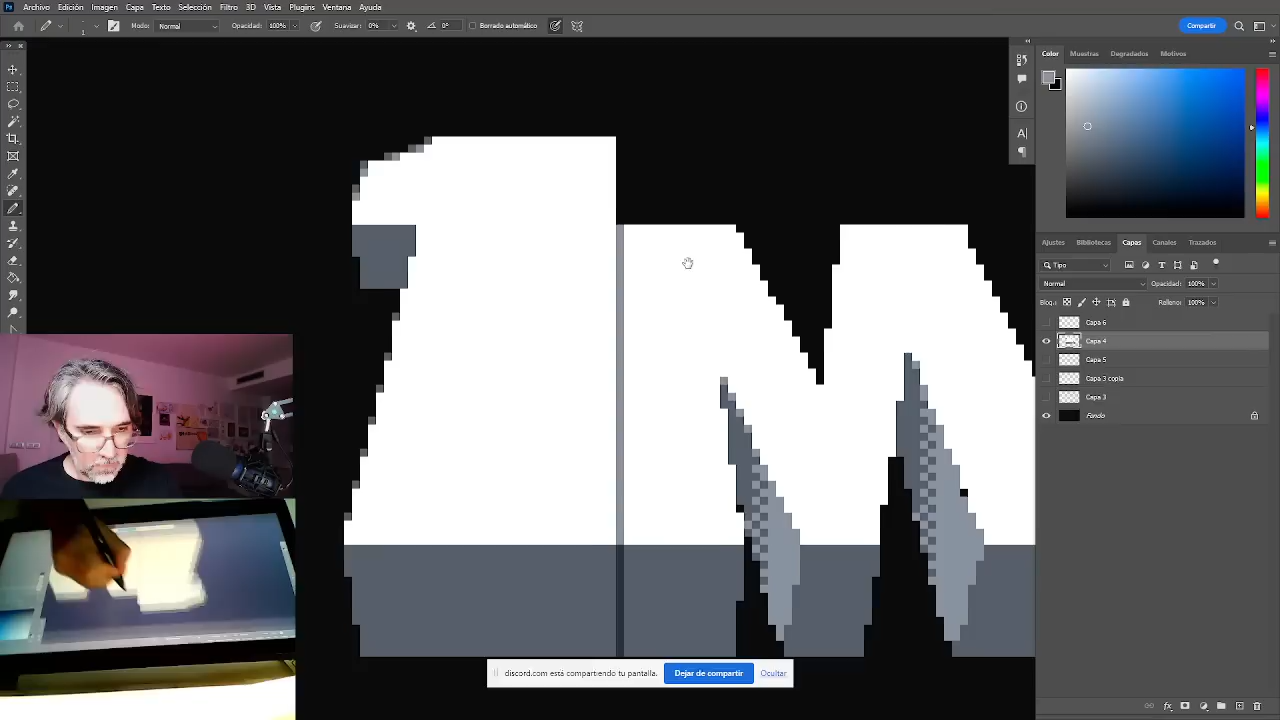 Archivo Edición Imagen Capa Texto Selección Filtro 3D Vista Plugins Ventana Ayuda
1 Modo: Normal Opacidad: 100% Suavizar: 0% 0° Borrado automático Compartir
Color Muestras Degradados Motivos
Ajustes Bibliotecas Capas Canales Trazados
Tipo
Normal Opacidad: 100%
Bloq.: Relleno: 100%
Capa 6
Capa 4
Capa 5
Capa 3 copia
Capa 3
Fondo
discord.com está compartiendo tu pantalla. Dejar de compartir Ocultar